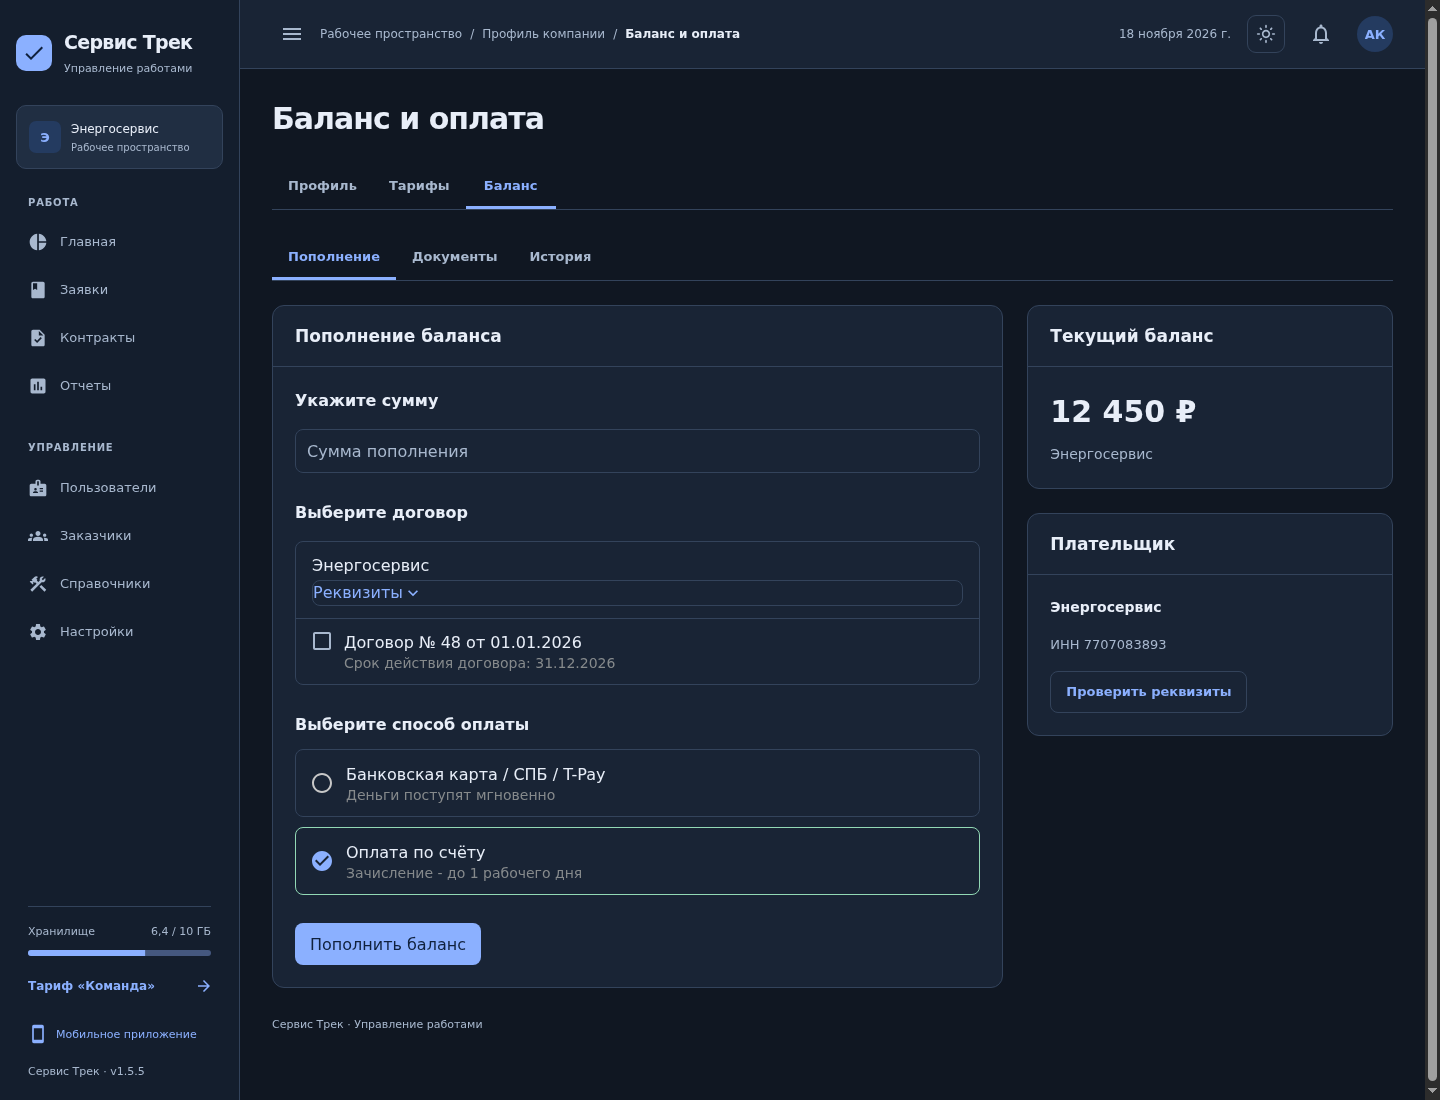 Сервис Трек
Управление работами
Э
Энергосервис
Рабочее пространство
РАБОТА
Главная
Заявки
Контракты
Отчеты
УПРАВЛЕНИЕ
Пользователи
Заказчики
Справочники
Настройки
Хранилище 6,4 / 10 ГБ
Тариф «Команда»
Мобильное приложение
Сервис Трек · v1.5.5
Рабочее пространство / Профиль компании / Баланс и оплата
18 ноября 2026 г.
АК
Баланс и оплата
Профиль Тарифы Баланс
Пополнение Документы История
Пополнение баланса
Укажите сумму
Сумма пополнения
Выберите договор
Энергосервис
Реквизиты
Договор № 48 от 01.01.2026
Срок действия договора: 31.12.2026
Выберите способ оплаты
Банковская карта / СПБ / T-Pay
Деньги поступят мгновенно
Оплата по счёту
Зачисление - до 1 рабочего дня
Пополнить баланс
Текущий баланс
12 450 ₽
Энергосервис
Плательщик
Энергосервис
ИНН 7707083893
Проверить реквизиты
Сервис Трек · Управление работами